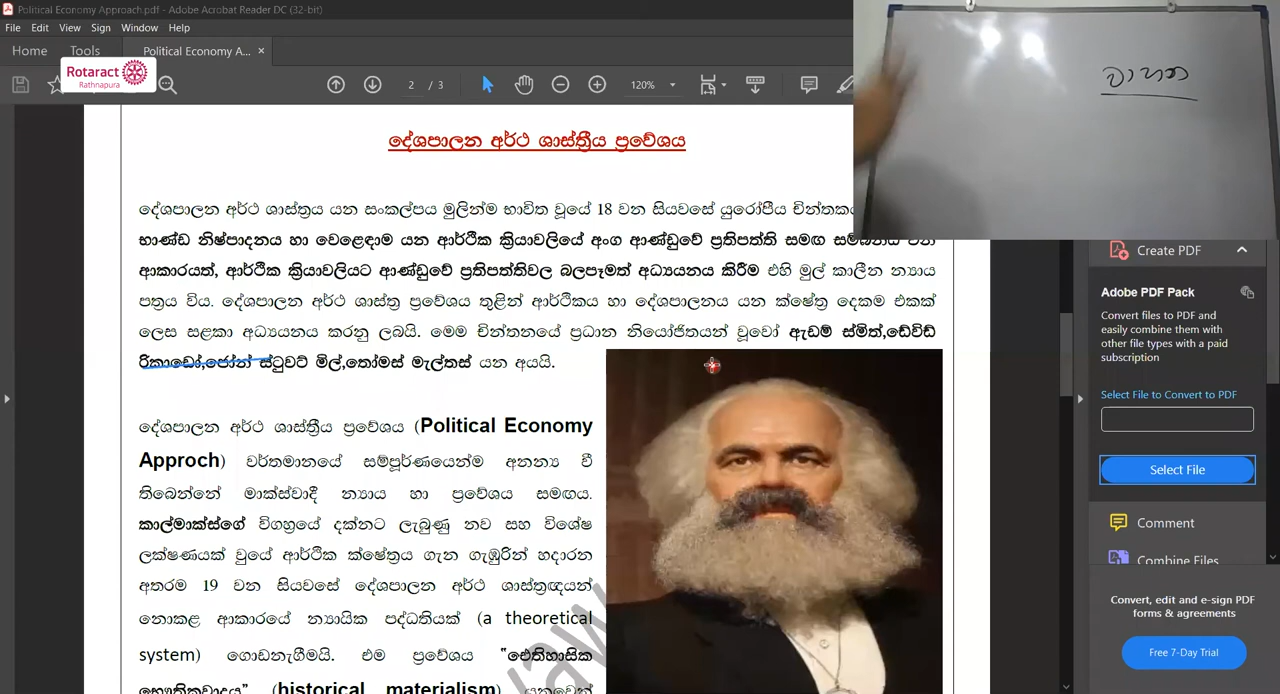 Political Economy Approach.pdf - Adobe Acrobat Reader DC (32-bit)
File Edit View Sign Window Help
Home Tools Political Economy A... ×
Rotaract
Rathnapura
2 / 3 120%
වාහන
දේශපාලන අර්ථ ශාස්ත්‍රීය ප්‍රවේශය
දේශපාලන අර්ථ ශාස්ත්‍රය යන සංකල්පය මුලින්ම භාවිත වූයේ 18 වන සියවසේ යුරෝපීය
භාණ්ඩ නිෂ්පාදනය හා වෙළෙඳාම යන ආර්ථික ක්‍රියාවලියේ අංග ආණ්ඩුවේ ප්‍රතිපත්ති සමඟ
ආකාරයත්, ආර්ථික ක්‍රියාවලියට ආණ්ඩුවේ ප්‍රතිපත්තිවල බලපෑමත් අධ්‍යයනය කිරීම එහි මුල් කාලීන න්‍යාය
පත්‍රය විය. දේශපාලන අර්ථ ශාස්ත්‍ර ප්‍රවේශය තුළින් ආර්ථිකය හා දේශපාලනය යන ක්ෂේත්‍ර දෙකම එකක්
ලෙස සළකා අධ්‍යයනය කරනු ලබයි. මෙම චින්තනයේ ප්‍රධාන නියෝජිතයන් වූවෝ ඇඩම් ස්මිත්,ඩේවිඩ්
රිකාඩෝ,ජෝන් ස්ටුවට් මිල්,තෝමස් මැල්තස් යන අයයි.
දේශපාලන අර්ථ ශාස්ත්‍රීය ප්‍රවේශය (Political Economy
Approch) වර්තමානයේ සම්පූර්ණයෙන්ම අනන්‍ය වී
තිබෙන්නේ මාක්ස්වාදී න්‍යාය හා ප්‍රවේශය සමඟය.
කාල්මාක්ස්ගේ විග්‍රහයේ දක්නට ලැබුණු නව සහ විශේෂ
ලක්ෂණයක් වූයේ ආර්ථික ක්ෂේත්‍රය ගැන ගැඹුරින් හදාරන
අතරම 19 වන සියවසේ දේශපාලන අර්ථ ශාස්ත්‍රඥයන්
නොකළ ආකාරයේ න්‍යායික පද්ධතියක් (a theoretical
system) ගොඩනැගීමයි. එම ප්‍රවේශය "ඓතිහාසික
භෞතිකවාදය" (historical materialism) යනුවෙන්
Create PDF
Adobe PDF Pack
Convert files to PDF and
easily combine them with
other file types with a paid
subscription
Select File to Convert to PDF
Select File
Comment
Combine Files
Convert, edit and e-sign PDF
forms & agreements
Free 7-Day Trial